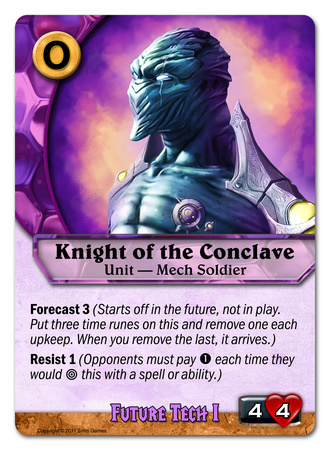 0
Knight of the Conclave
Unit — Mech Soldier
Forecast 3 (Starts off in the future, not in play.
Put three time runes on this and remove one each
upkeep. When you remove the last, it arrives.)
Resist 1 (Opponents must pay ❶ each time they
would ◎ this with a spell or ability.)
Future Tech I
4 4
Copyright © 2011 Sirlin Games